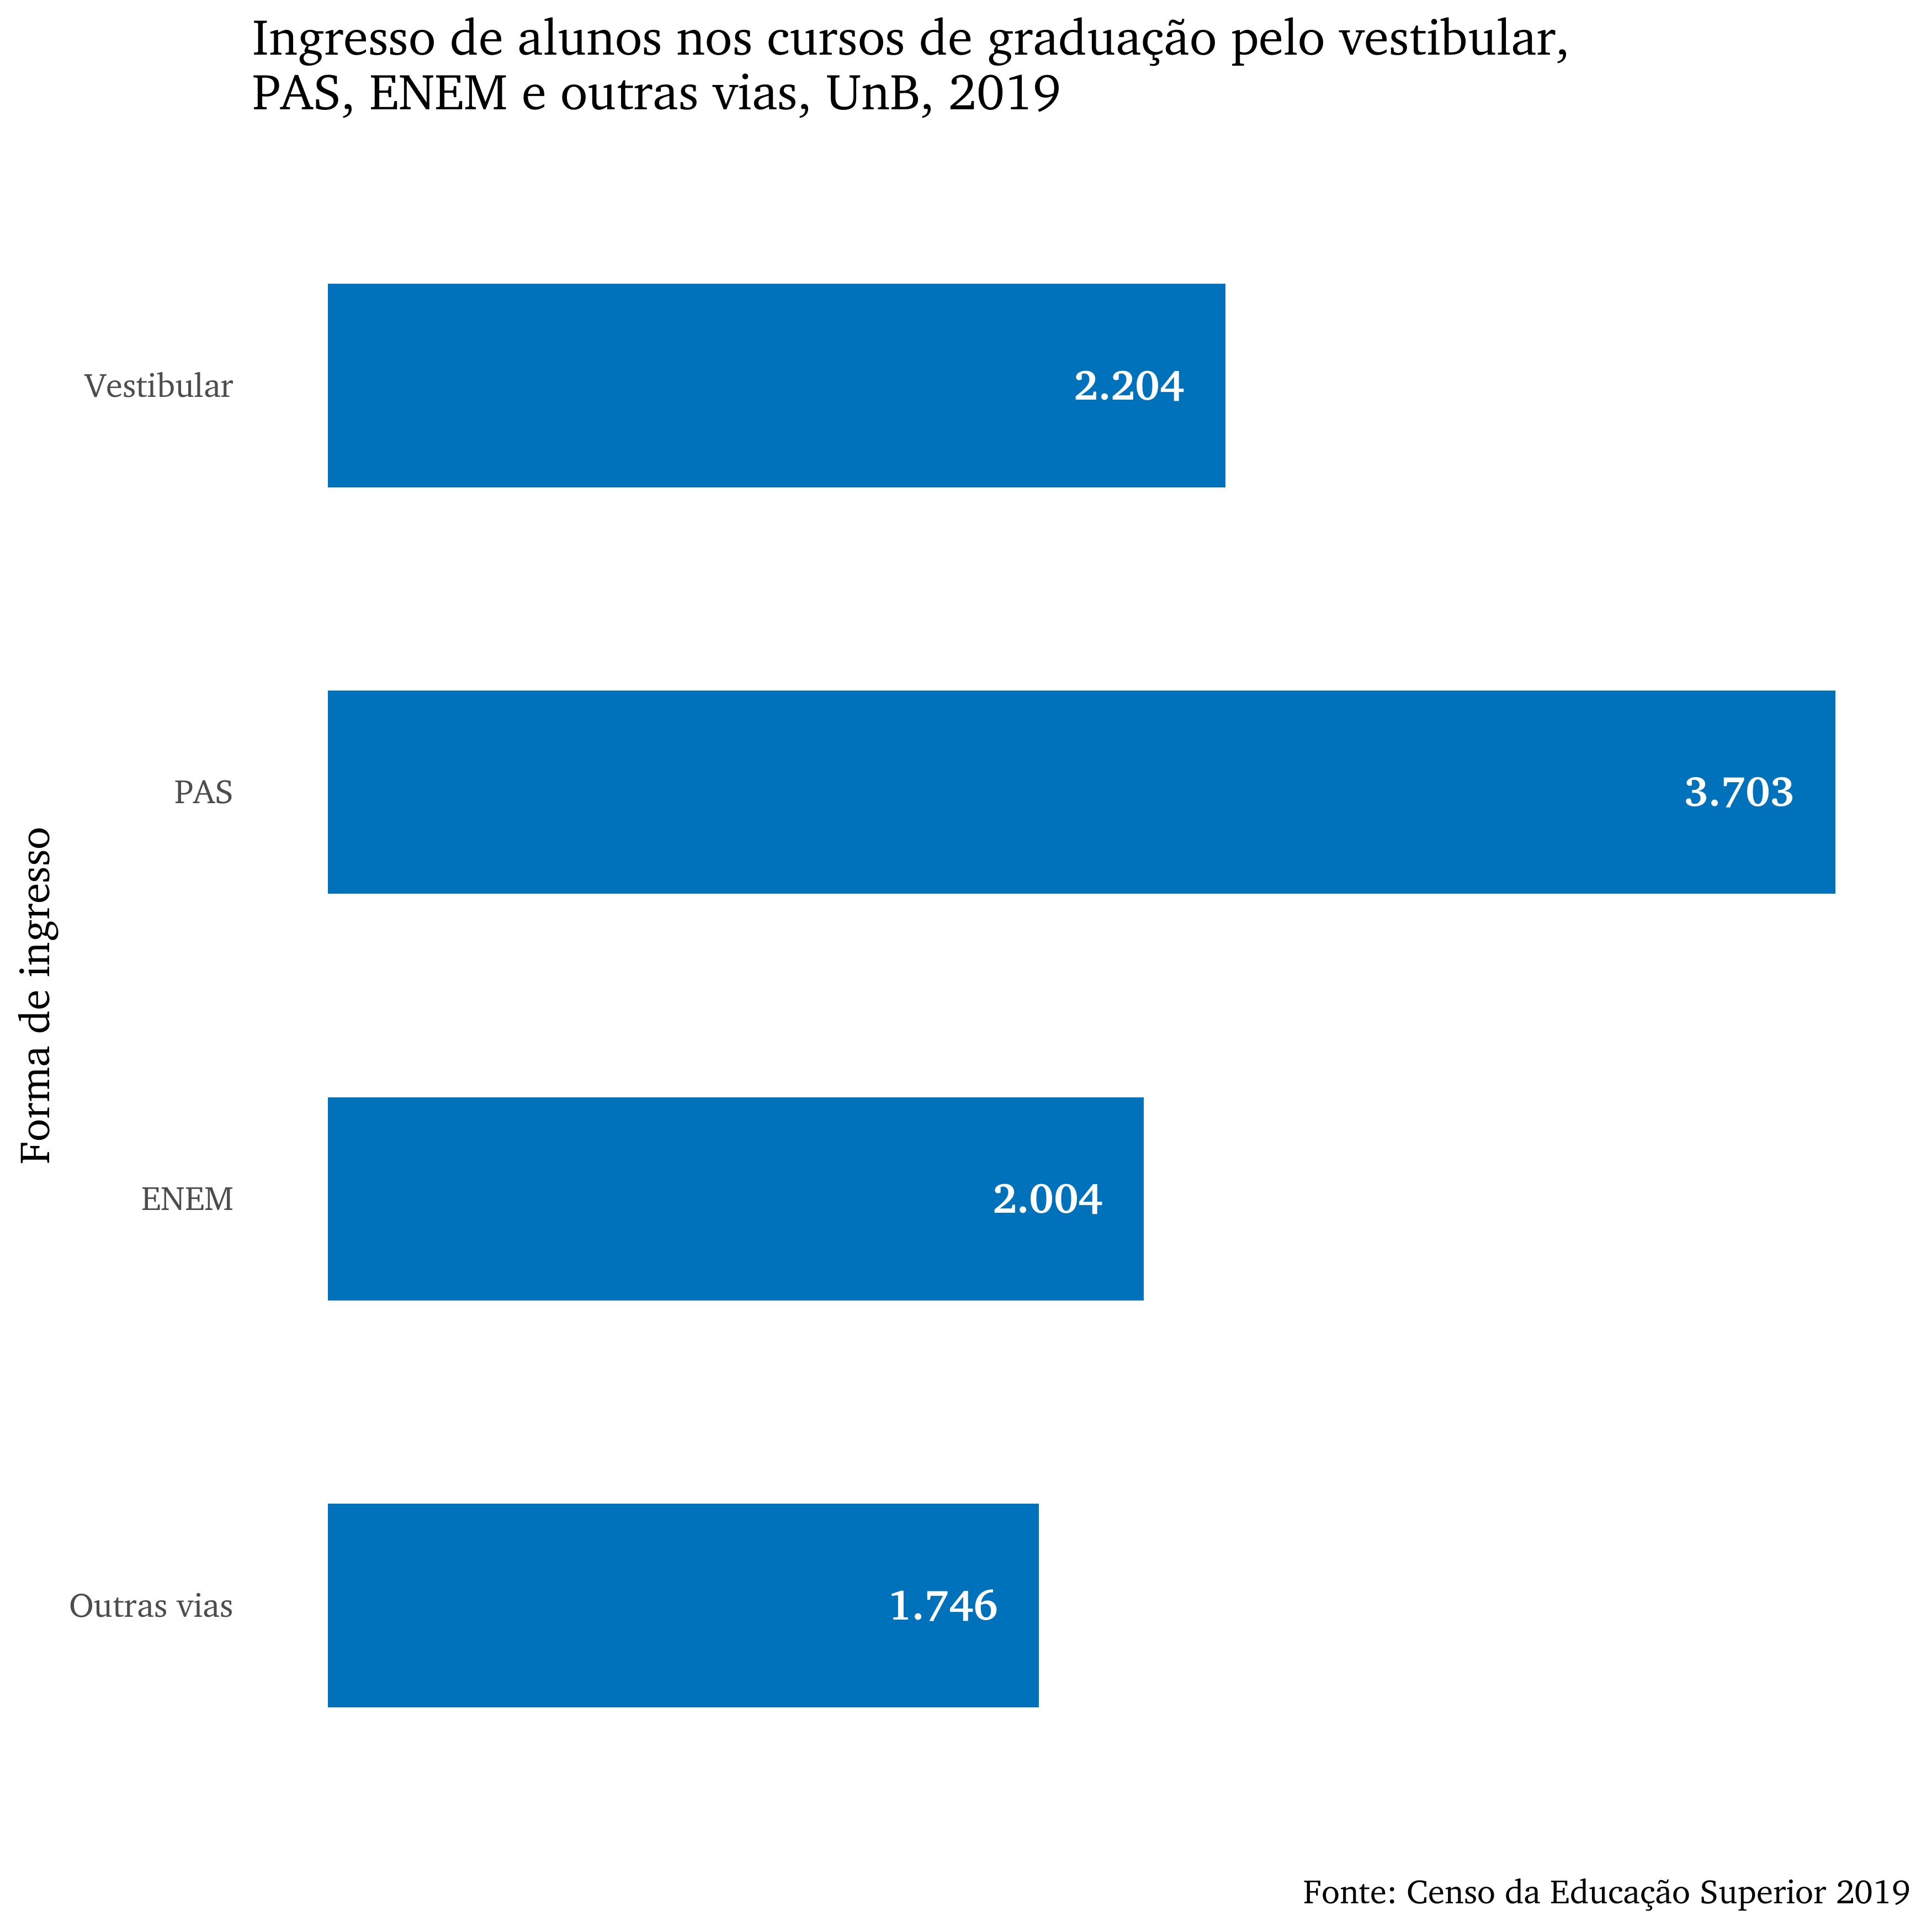 Ingresso de alunos nos cursos de graduação pelo vestibular,
PAS, ENEM e outras vias, UnB, 2019
Forma de ingresso
Vestibular
2.204
PAS
3.703
ENEM
2.004
Outras vias
1.746
Fonte: Censo da Educação Superior 2019